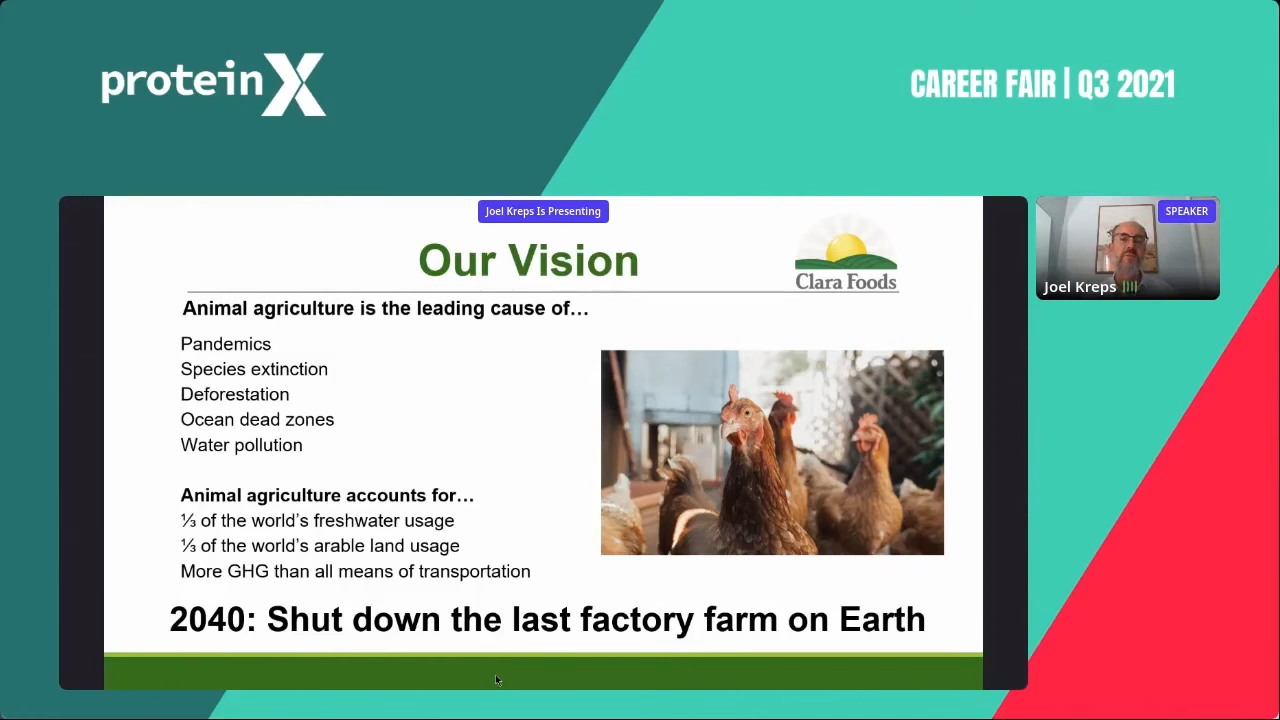 proteinX
CAREER FAIR | Q3 2021
Joel Kreps Is Presenting
SPEAKER
Joel Kreps
Our Vision
Clara Foods
Animal agriculture is the leading cause of…
Pandemics
Species extinction
Deforestation
Ocean dead zones
Water pollution
Animal agriculture accounts for…
⅓ of the world’s freshwater usage
⅓ of the world’s arable land usage
More GHG than all means of transportation
2040: Shut down the last factory farm on Earth